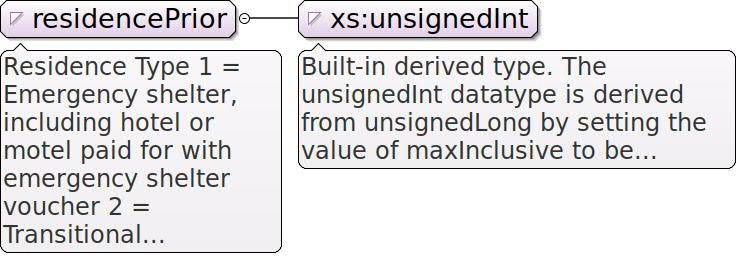 residencePrior
xs:unsignedInt
Residence Type 1 =
Emergency shelter,
including hotel or
motel paid for with
emergency shelter
voucher 2 =
Transitional...
Built-in derived type. The
unsignedInt datatype is derived
from unsignedLong by setting the
value of maxInclusive to be...